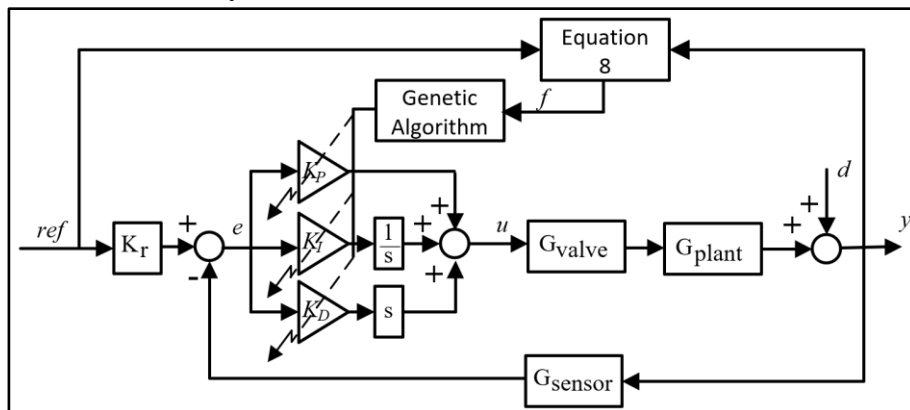 Equation
8
Genetic
Algorithm
f
K_P
d
ref
K_r
+
-
e
K_I
1
s
+
+
+
u
G_valve
G_plant
+
+
y
K_D
s
G_sensor